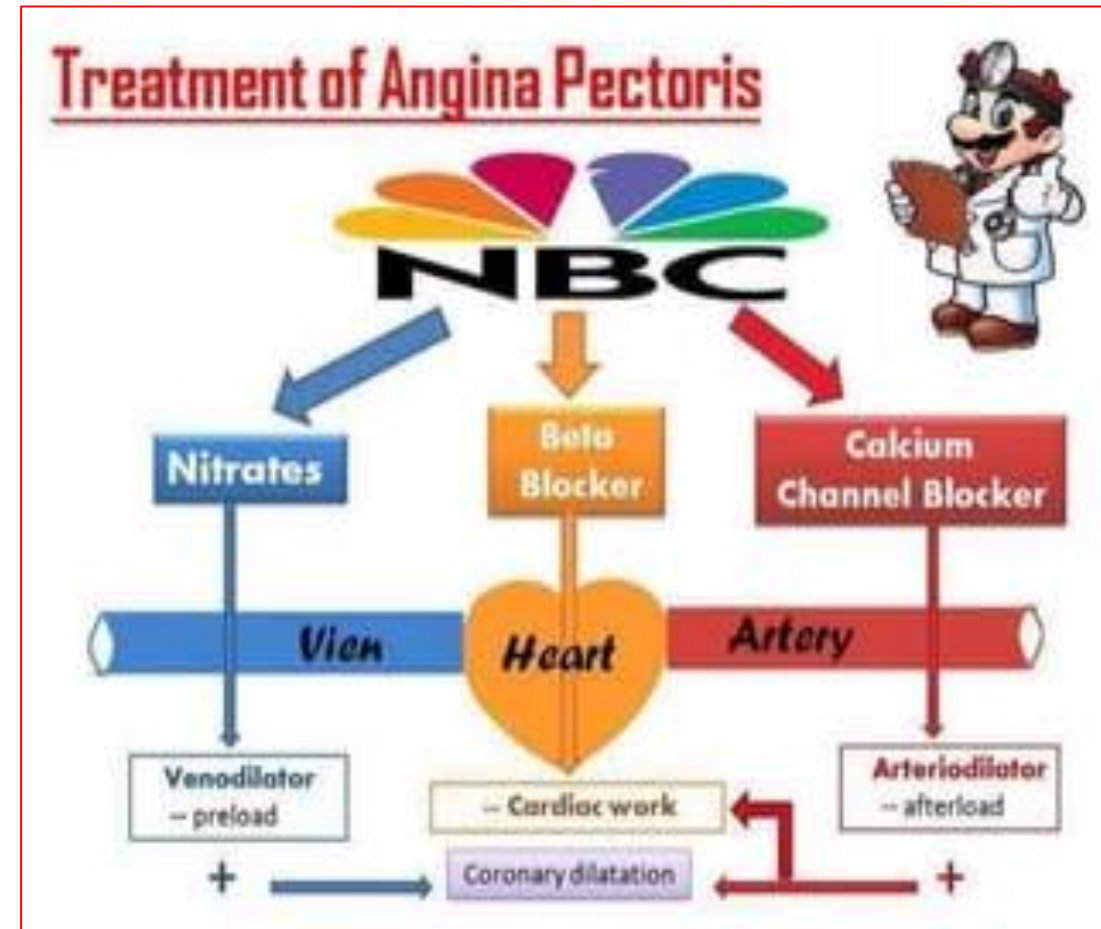 Treatment of Angina Pectoris
NBC
Nitrates
Beta
Blocker
Calcium
Channel Blocker
Vien
Heart
Artery
Venodilator
-- preload
-- Cardiac work
Arteriodilator
-- afterload
+
Coronary dilatation
+